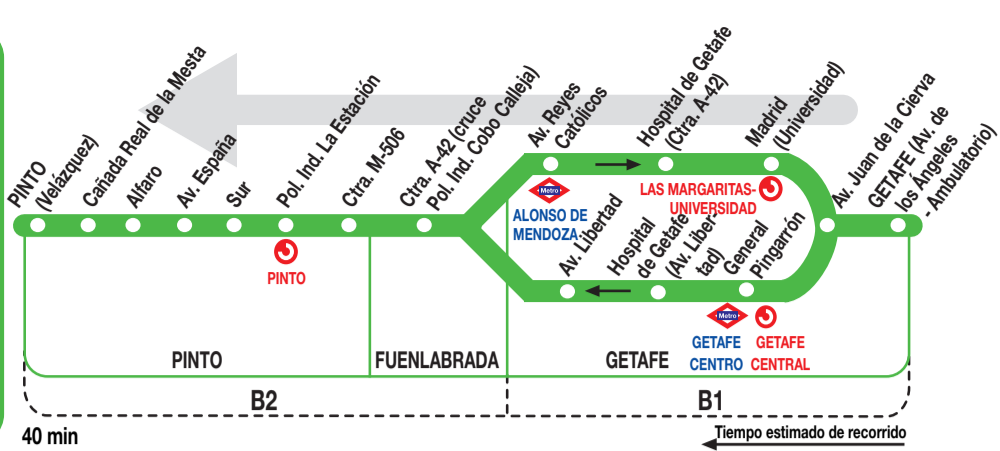 PINTO
(Velázquez)
Cañada Real de la Mesta
Alfaro
Av. España
Sur
Pol. Ind. La Estación
Ctra. M-506
Ctra. A-42 (cruce
Pol. Ind. Cobo Calleja)
Av. Reyes
Católicos
Hospital de Getafe
(Ctra. A-42)
Madrid
(Universidad)
Av. Juan de la Cierva
GETAFE (Av. de
los Ángeles
- Ambulatorio)
Metro
ALONSO DE
MENDOZA
LAS MARGARITAS-
UNIVERSIDAD
Av. Libertad
Hospital
de Getafe
(Av. Liber-
tad)
General
Pingarrón
PINTO
Metro
GETAFE
CENTRO
GETAFE
CENTRAL
PINTO
FUENLABRADA
GETAFE
B2
B1
40 min
Tiempo estimado de recorrido